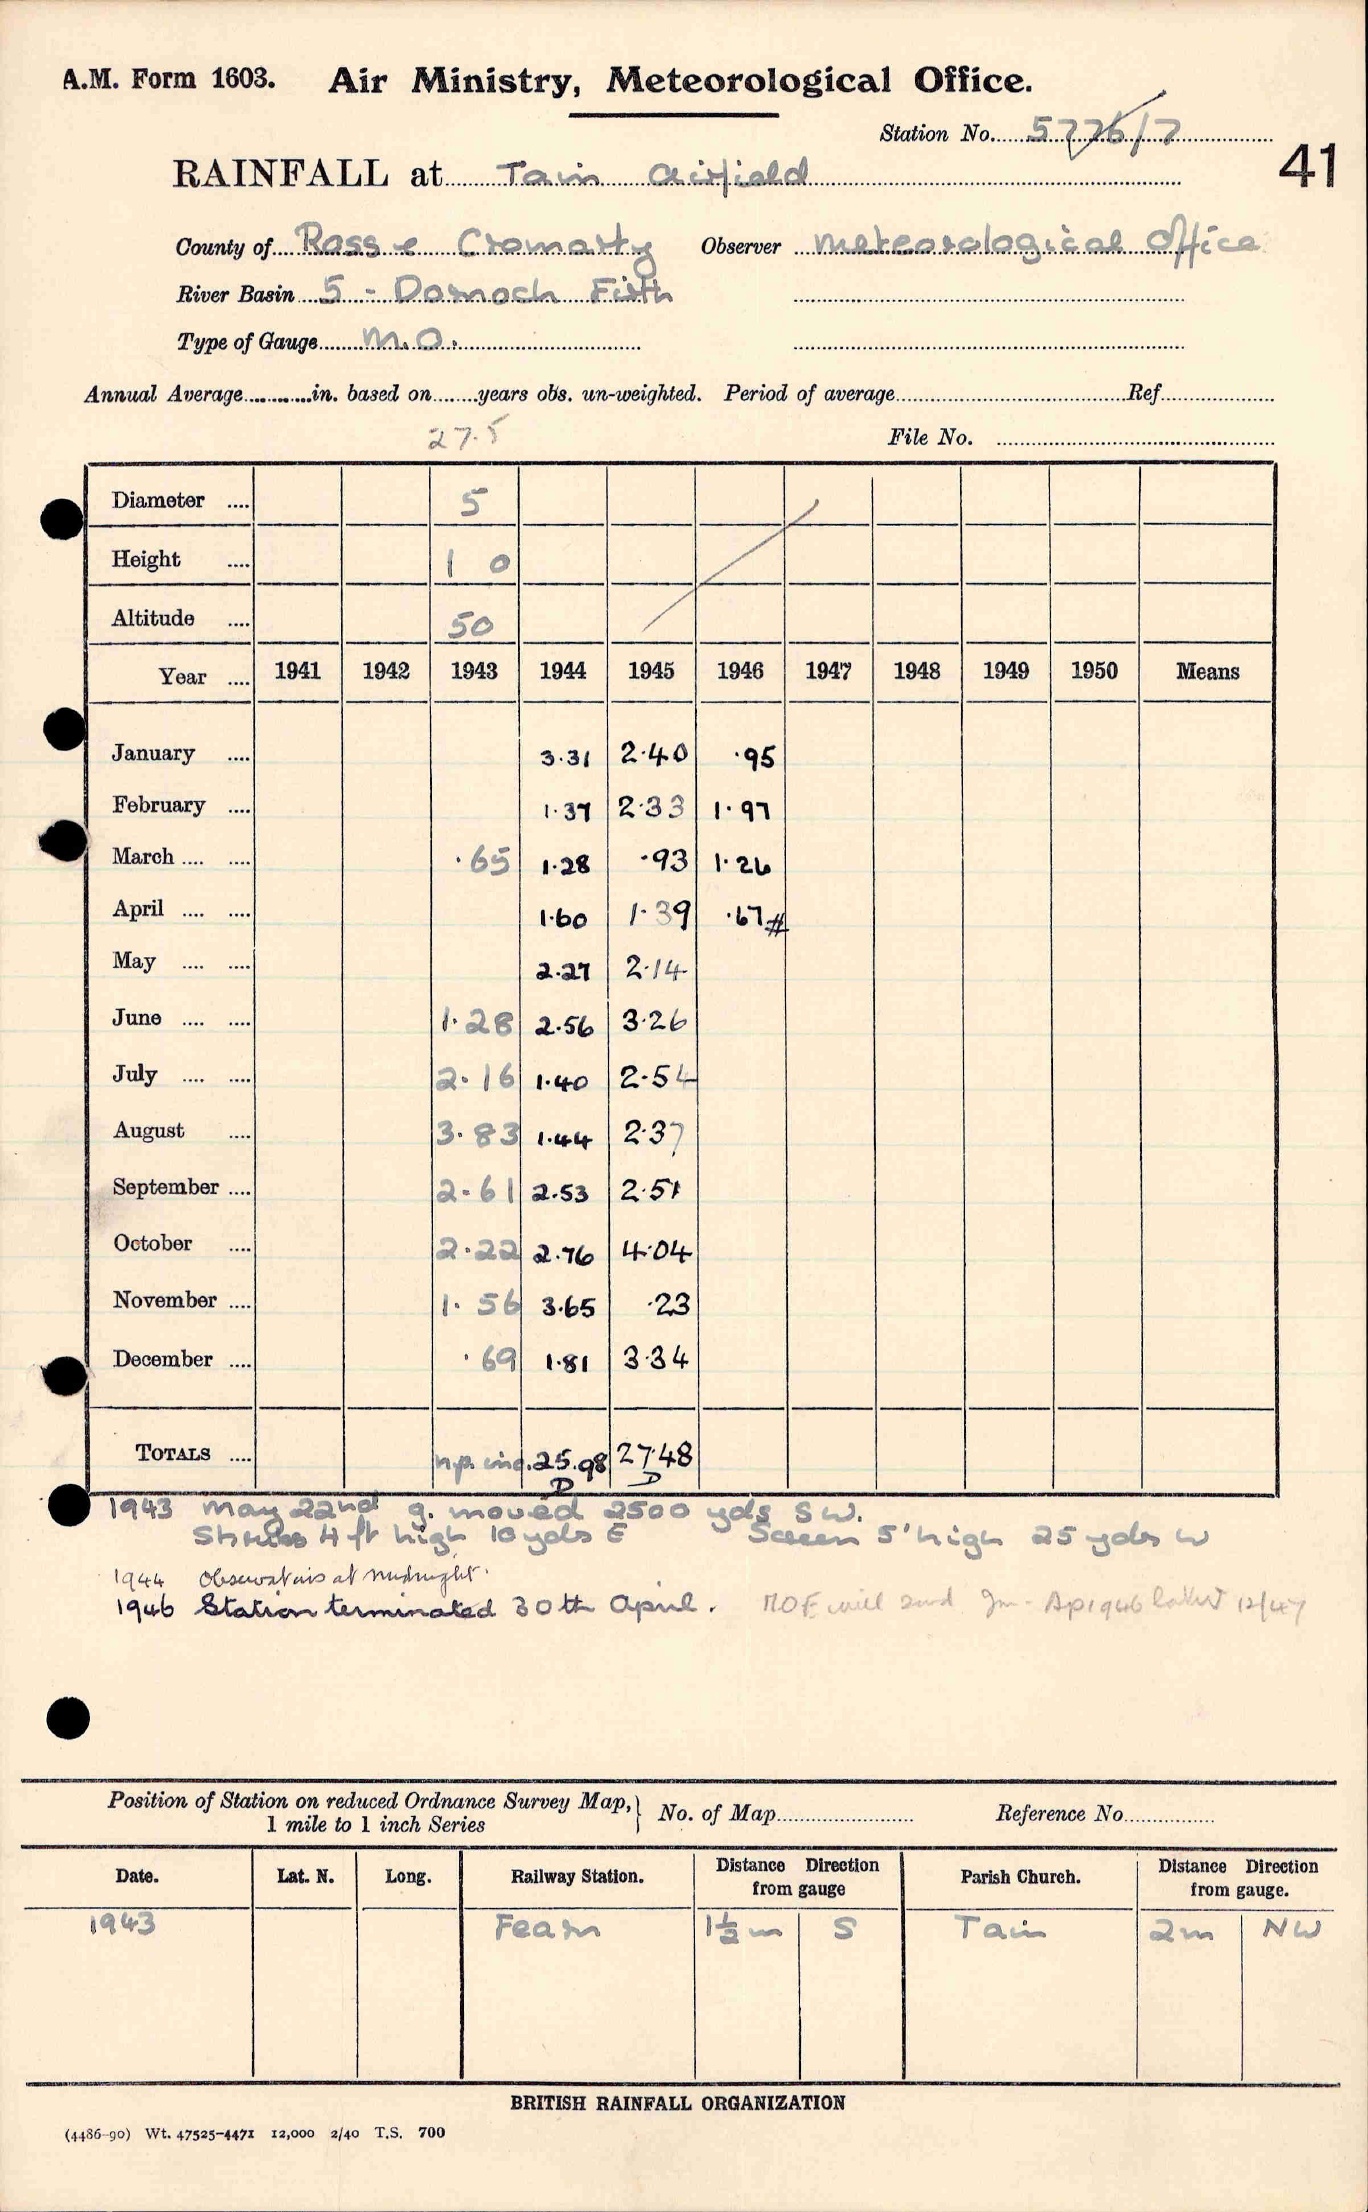 A.M. Form 1603. Air Ministry, Meteorological Office.
Station No. 5776/7
41
RAINFALL at Tain Airfield
County of Ross & Cromarty Observer Meteorological Office
River Basin 5 - Dornoch Firth
Type of Gauge M.O.
Annual Average in. based on years obs. un-weighted. Period of average Ref.
27.5 File No.
Diameter 5
Height 1 0
Altitude 50
Year 1941 1942 1943 1944 1945 1946 1947 1948 1949 1950 Means
January 3.31 2.40 .95
February 1.37 2.33 1.97
March .65 1.28 .93 1.26
April 1.60 1.39 .67#
May 2.27 2.14
June 1.28 2.56 3.26
July 2.16 1.40 2.54
August 3.83 1.44 2.37
September 2.61 2.53 2.51
October 2.22 2.76 4.04
November 1.56 3.65 .23
December .69 1.81 3.34
TOTALS n.p. inc. 25.98 27.48
D D
1943 May 22nd g. moved 2500 yds SW.
Shrubs 4 ft high 10 yds E Screen 5' high 25 yds W
1944 Observations at midnight.
1946 Station terminated 30th April. MOE will send Jan - Ap 1946 later 12/47
Position of Station on reduced Ordnance Survey Map, } No. of Map Reference No
1 mile to 1 inch Series
Date. Lat. N. Long. Railway Station. Distance Direction from gauge Parish Church. Distance Direction from gauge.
1943 Fearn 1½ m S Tain 2m NW
BRITISH RAINFALL ORGANIZATION
(4486-90) Wt. 47525-4471 12,000 2/40 T.S. 700